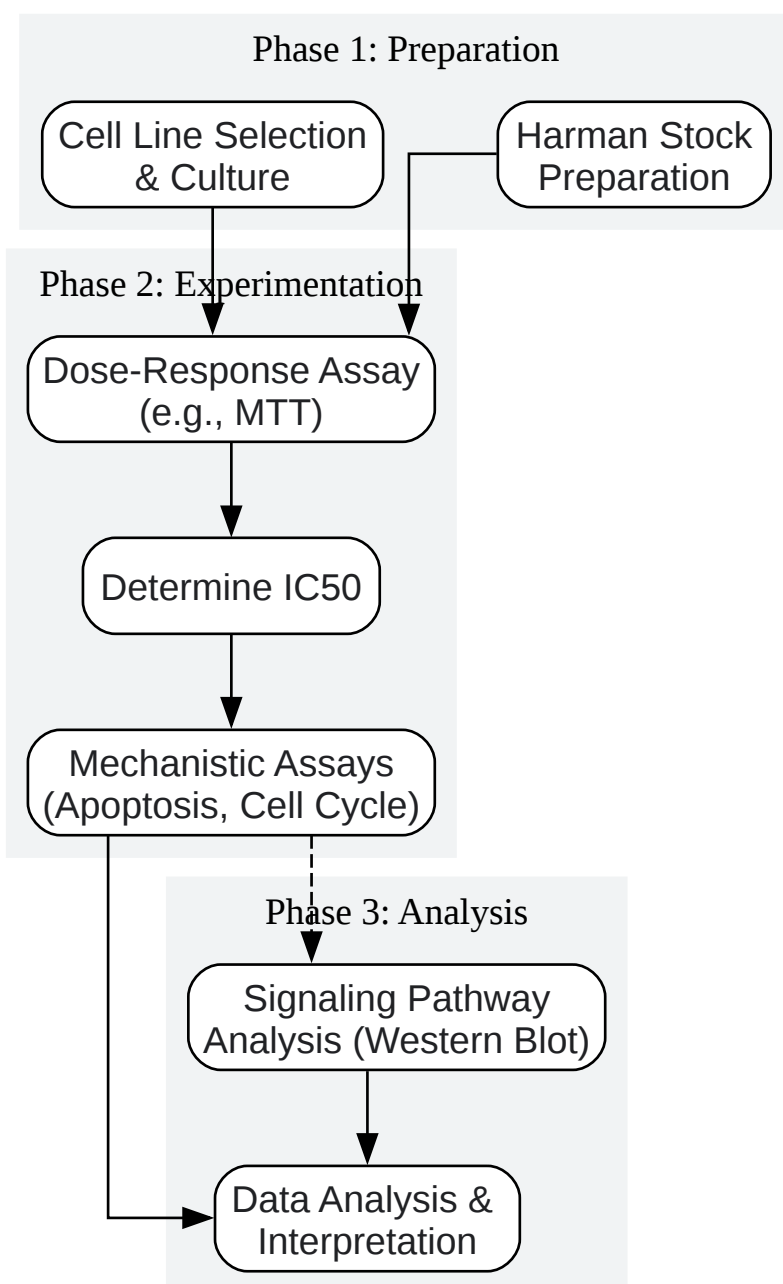 Phase 1: Preparation
Cell Line Selection
& Culture
Harman Stock
Preparation
Phase 2: Experimentation
Dose-Response Assay
(e.g., MTT)
Determine IC50
Mechanistic Assays
(Apoptosis, Cell Cycle)
Phase 3: Analysis
Signaling Pathway
Analysis (Western Blot)
Data Analysis &
Interpretation